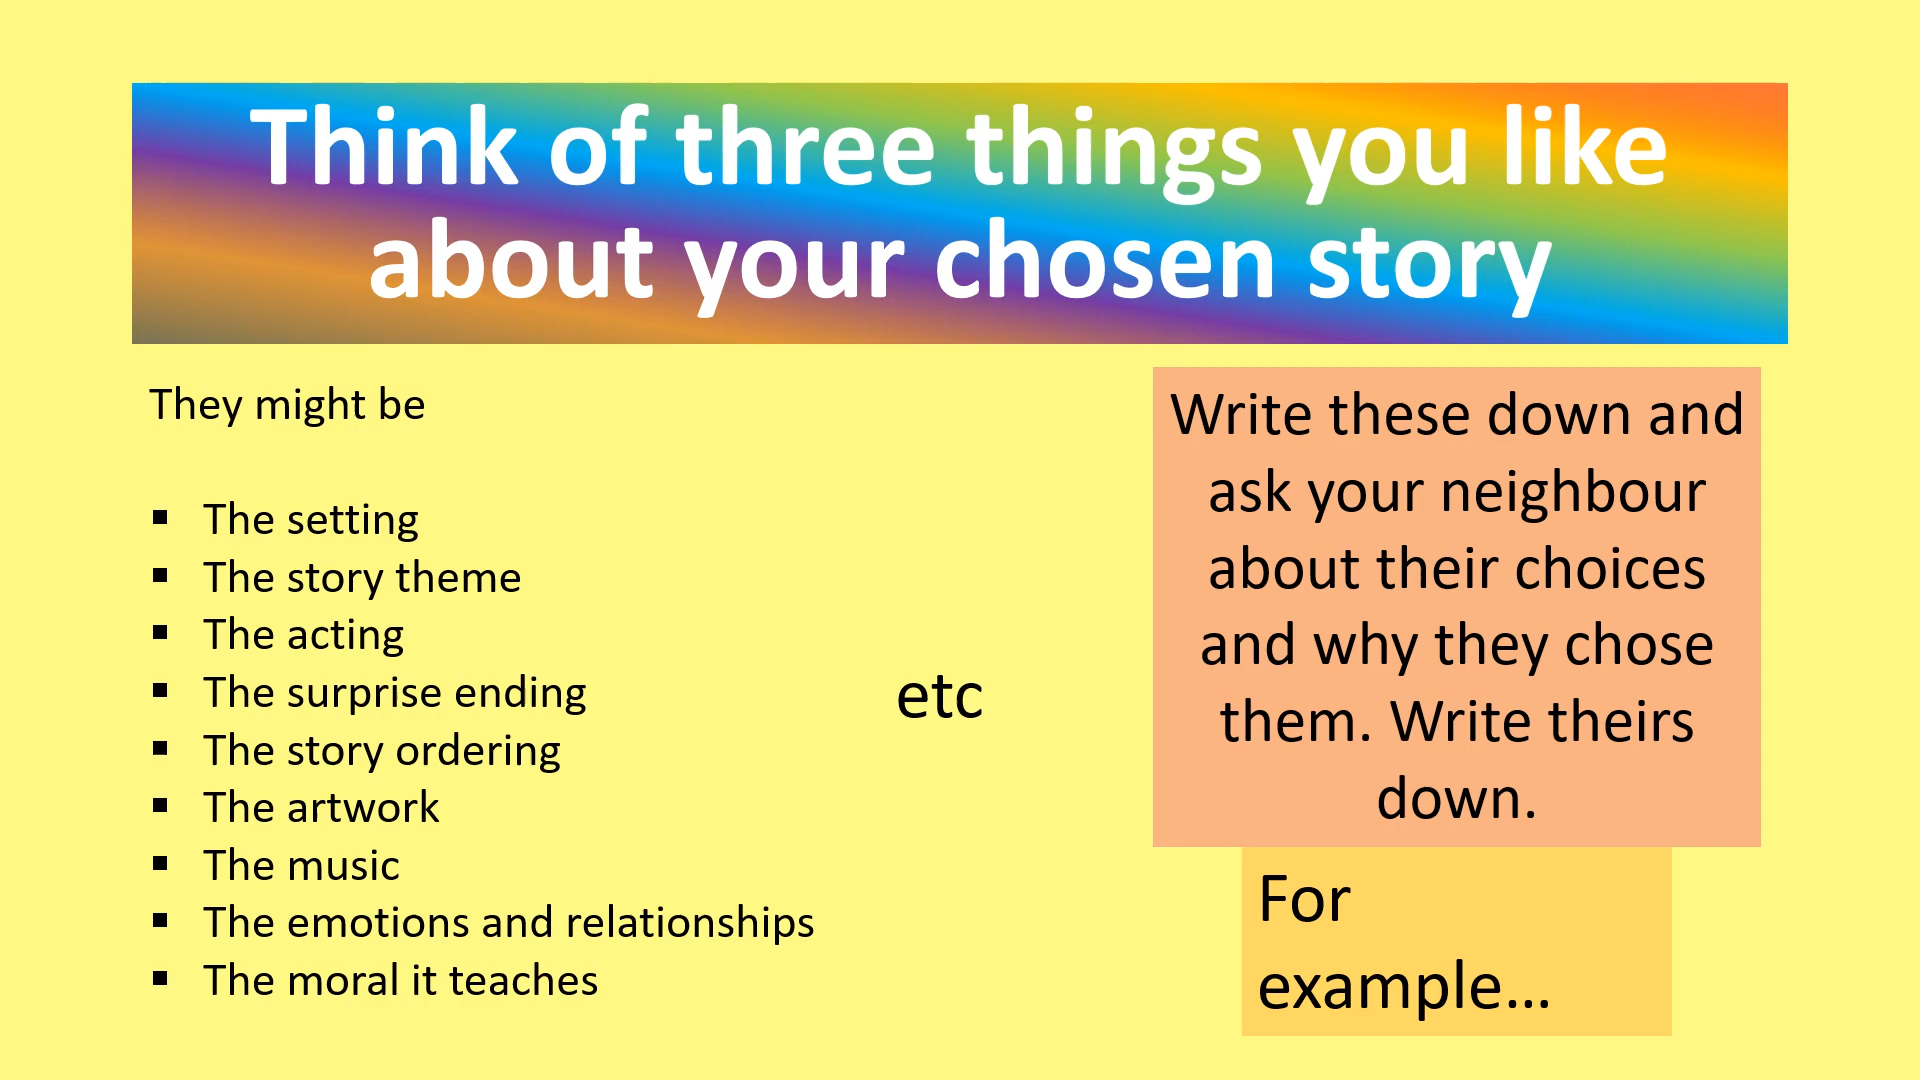 Think of three things you like
about your chosen story
They might be
▪ The setting
▪ The story theme
▪ The acting
▪ The surprise ending
▪ The story ordering
▪ The artwork
▪ The music
▪ The emotions and relationships
▪ The moral it teaches
etc
Write these down and
ask your neighbour
about their choices
and why they chose
them. Write theirs
down.
For
example...